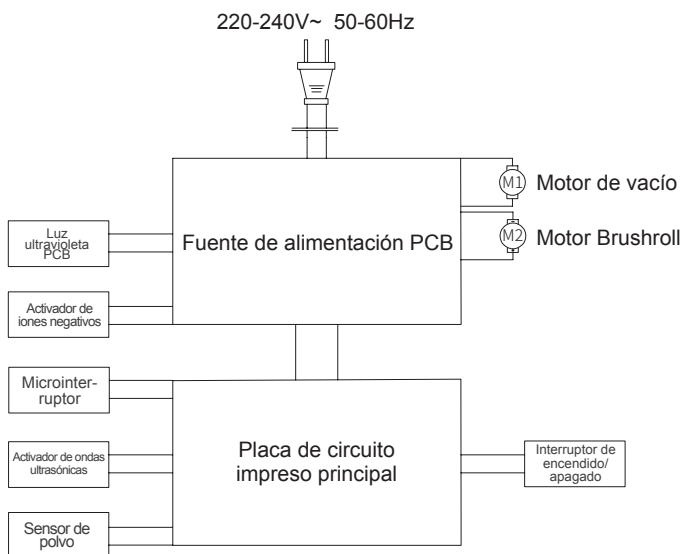 220-240V~ 50-60Hz
M1
Motor de vacío
Luz
ultravioleta
PCB
Fuente de alimentación PCB
M2
Motor Brushroll
Activador de
iones negativos
Microinter-
ruptor
Placa de circuito
impreso principal
Activador de ondas
ultrasónicas
Interruptor de
encendido/
apagado
Sensor de
polvo